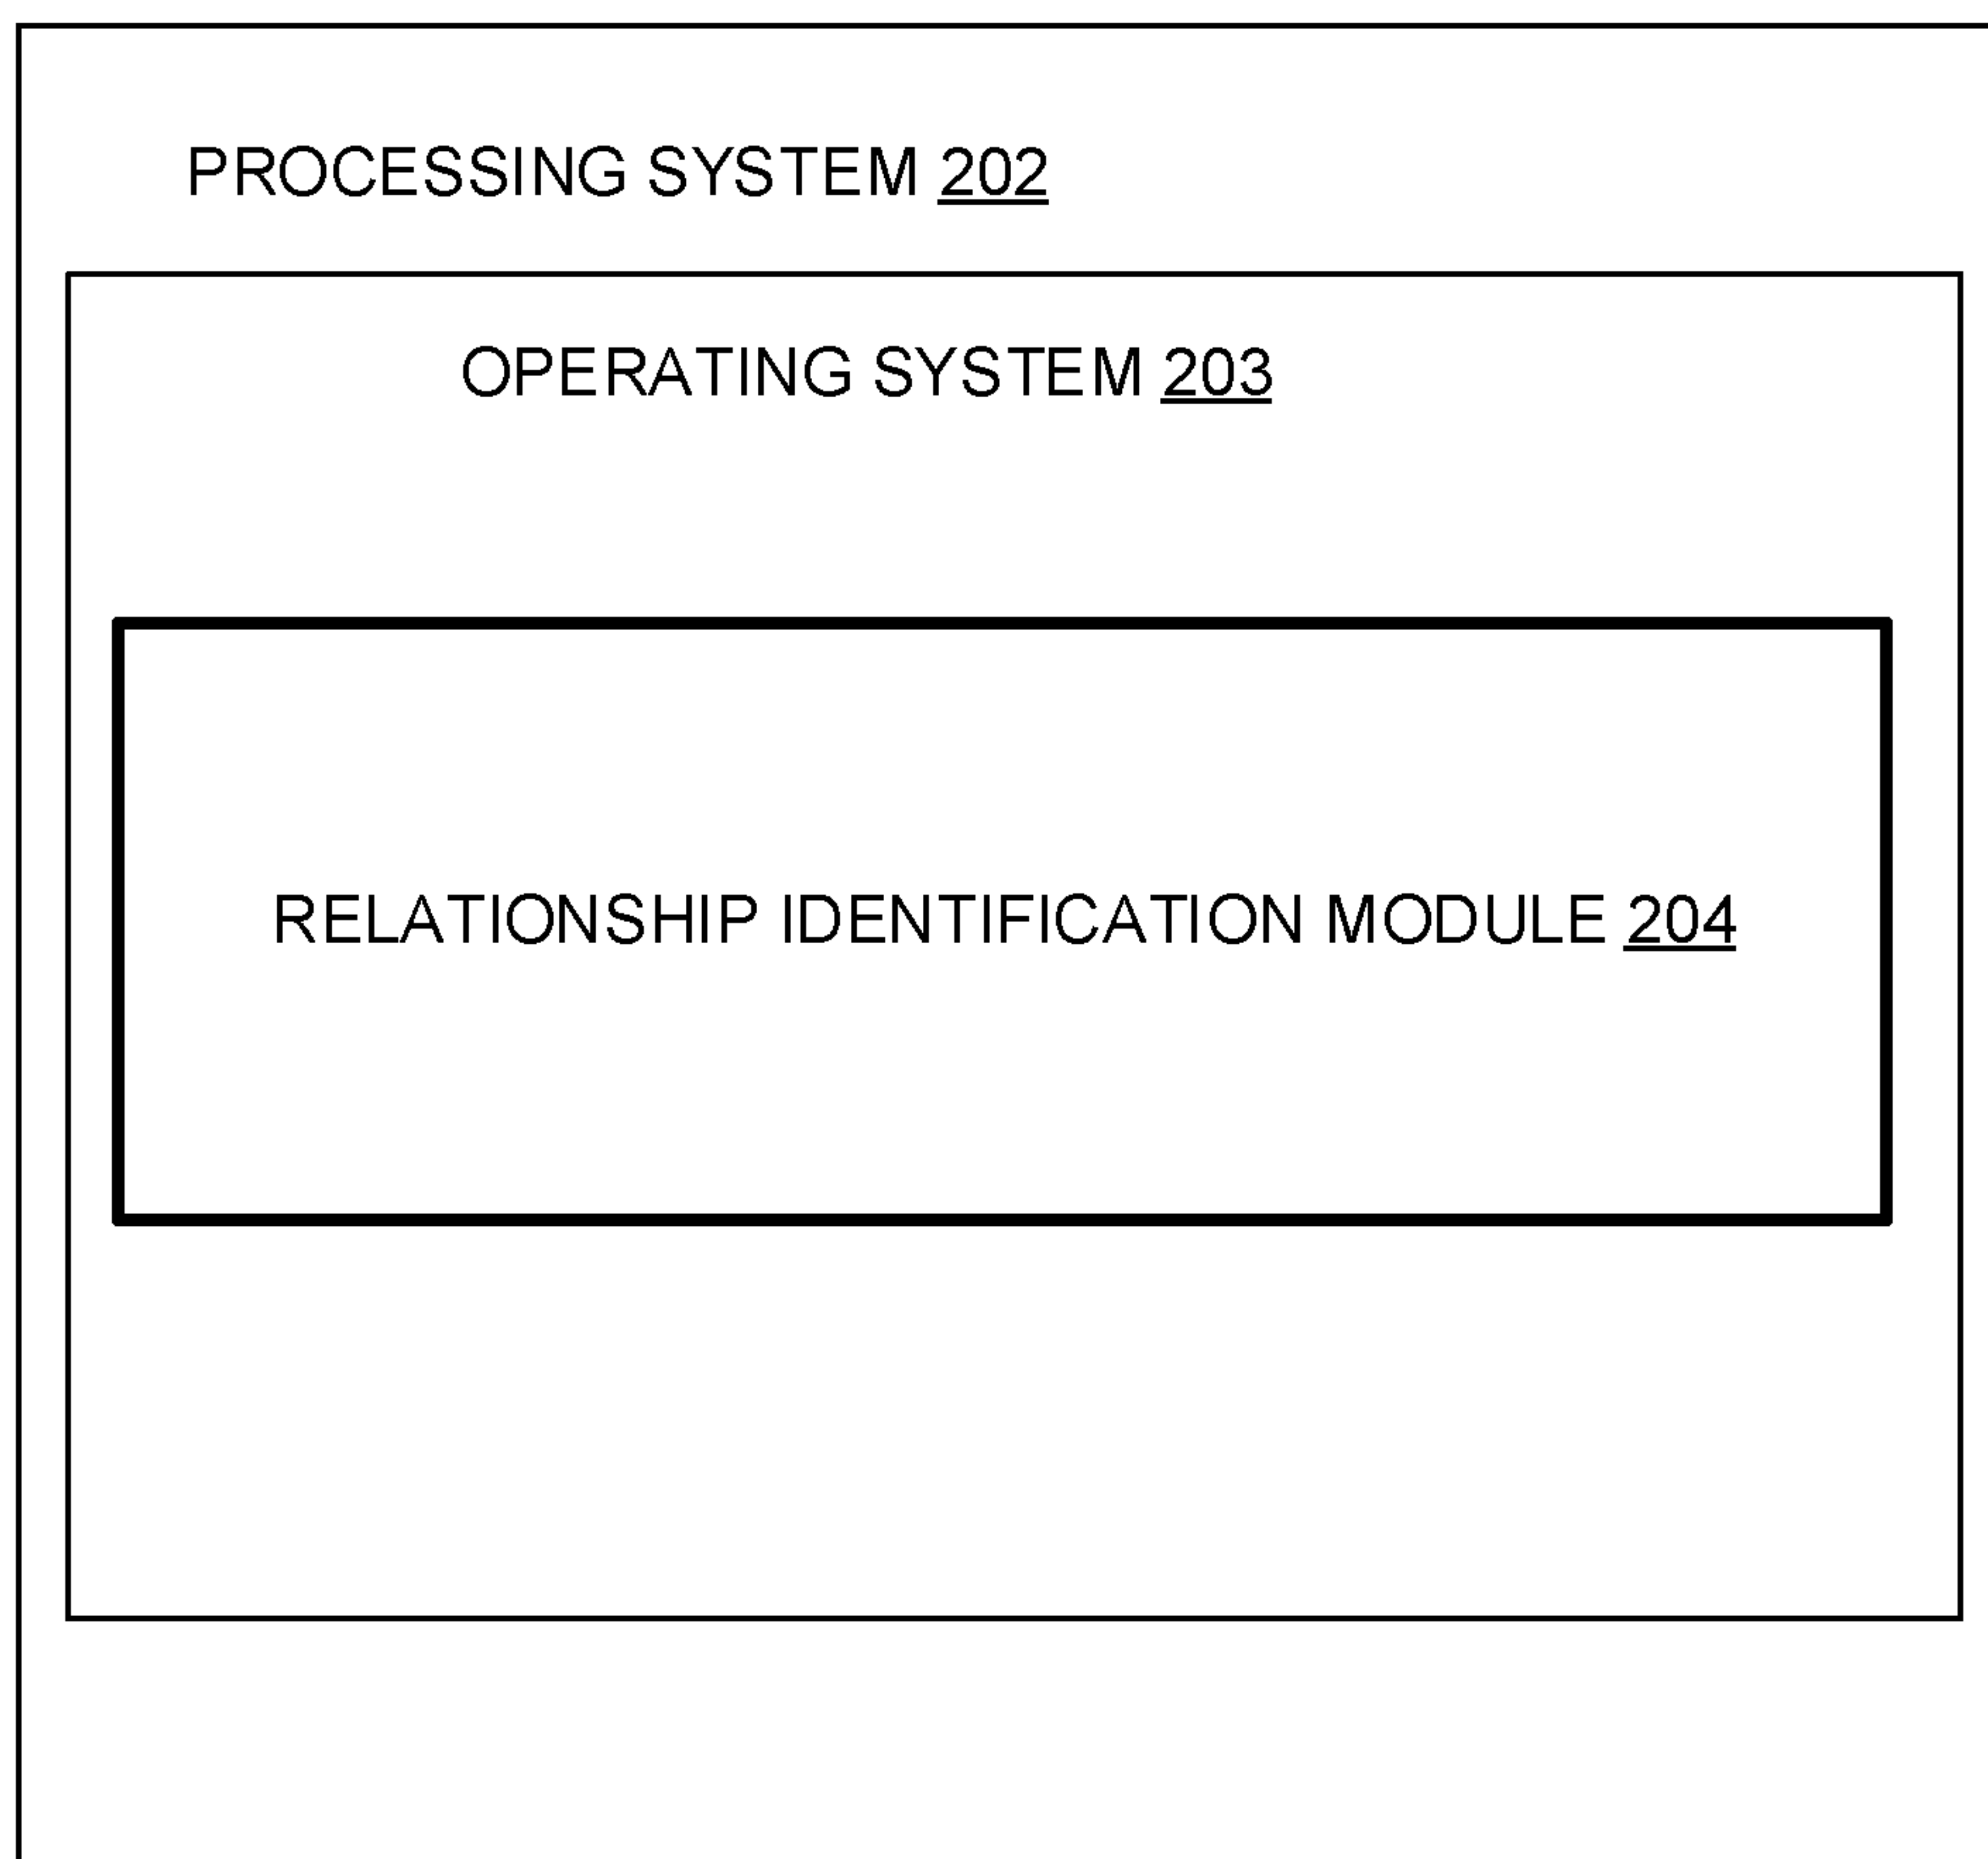 PROCESSING SYSTEM 202
OPERATING SYSTEM 203
RELATIONSHIP IDENTIFICATION MODULE 204